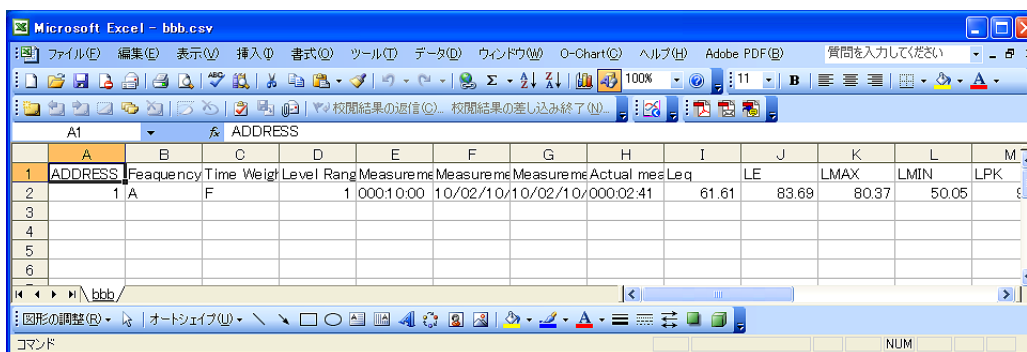 Microsoft Excel - bbb.csv
ファイル(F) 編集(E) 表示(V) 挿入(I) 書式(O) ツール(T) データ(D) ウィンドウ(W) O-Chart(C) ヘルプ(H) Adobe PDF(B) 質問を入力してください
100% 11 B
校閲結果の返信(C)... 校閲結果の差し込み終了(N)...
A1 fx ADDRESS
A B C D E F G H I J K L M
1 ADDRESS Feaquency Time Weigh Level Rang Measureme Measureme Measureme Actual mea Leq LE LMAX LMIN LPK
2 1 A F 1 000:10:00 10/02/10/ 10/02/10/ 000:02:41 61.61 83.69 80.37 50.05
3
4
5
6
bbb
図形の調整(R) オートシェイプ(U)
コマンド NUM